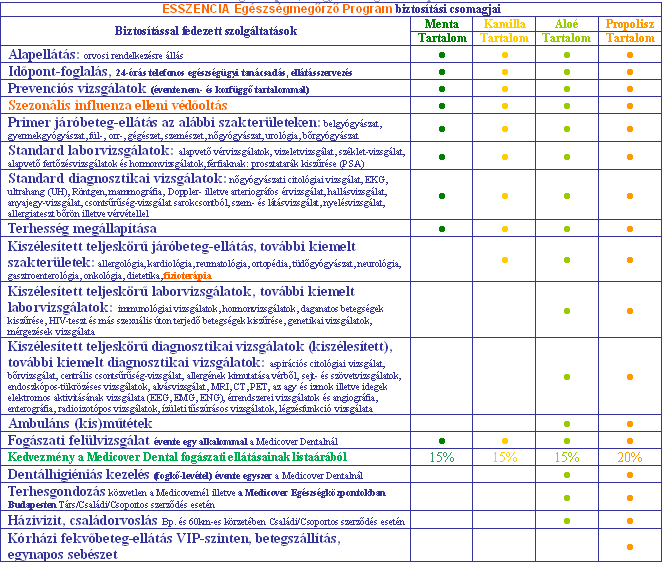 ESSZENCIA Egészségmegőrző Program biztosítási csomagjai
Biztosítással fedezett szolgáltatások
Menta Kamilla Aloé Propolisz
Tartalom Tartalom Tartalom Tartalom
Alapellátás: orvosi rendelkezésre állás
Időpont-foglalás, 24-órás telefonos egészségügyi tanácsadás, ellátásszervezés
Prevenciós vizsgálatok (évente nem- és korfüggő tartalommal)
Szezonális influenza elleni védőoltás
Primer járóbeteg-ellátás az alábbi szakterületeken: belgyógyászat,
gyermekgyógyászat, fül-, orr-, gégészet, szemészet, nőgyógyászat, urológia, bőrgyógyászat
Standard laborvizsgálatok: alapvető vérvizsgálatok, vizeletvizsgálat, széklet-vizsgálat,
alapvető fertőzésvizsgálatok és hormonvizsgálatok, férfiaknak: prosztatarák kiszűrése (PSA)
Standard diagnosztikai vizsgálatok: nőgyógyászati citológiai vizsgálat, EKG,
ultrahang (UH), Röntgen, mammográfia, Doppler- illetve arteriográfos érvizsgálat, hallásvizsgálat,
anyajegy-vizsgálat, csontsűrűség-vizsgálat sarokcsontból, szem- és látásvizsgálat, nyelésvizsgálat,
allergiateszt bőrön illetve vérvétellel
Terhesség megállapítása
Kiszélesített teljeskörű járóbeteg-ellátás, további kiemelt
szakterületek: allergológia, kardiológia, reumatológia, ortopédia, tüdőgyógyászat, neurológia,
gasztroenterológia, onkológia, dietetika, fizioterápia
Kiszélesített teljeskörű laborvizsgálatok, további kiemelt
laborvizsgálatok: immunológiai vizsgálatok, hormonvizsgálatok, daganatos betegségek
kiszűrése, HIV-teszt és más szexuális úton terjedő betegségek kiszűrése, genetikai vizsgálatok,
mérgezések vizsgálata
Kiszélesített teljeskörű diagnosztikai vizsgálatok (kiszélesített),
további kiemelt diagnosztikai vizsgálatok: aspirációs citológiai vizsgálat,
bőrvizsgálat, centrális csontsűrűség-vizsgálat, allergének kimutatása vérből, sejt- és szövetvizsgálatok,
endoszkópos-tükrözéses vizsgálatok, alvásvizsgálat, MRI, CT, PET, az agy és izmok illetve idegek
elektromos aktivitásának vizsgálata (EEG, EMG, ENG), érrendszeri vizsgálatok és angiográfia,
enterográfia, radioizotópos vizsgálatok, ízületi tűszúrásos vizsgálatok, légzésfunkció vizsgálata
Ambuláns (kis)műtétek
Fogászati felülvizsgálat évente egy alkalommal a Medicover Dentalnál
Kedvezmény a Medicover Dental fogászati ellátásainak listaárából 15% 15% 15% 20%
Dentálhigiéniás kezelés (fogkő-levétel) évente egyszer a Medicover Dentalnál
Terhesgondozás közvetlen a Medicovernél illetve a Medicover Egészségközpontokban
Budapesten Társ/Családi/Csoportos szerződés esetén
Házivizit, családorvoslás Bp. és 60km-es körzetében Családi/Csoportos szerződés esetén
Kórházi fekvőbeteg-ellátás VIP-szinten, betegszállítás,
egynapos sebészet